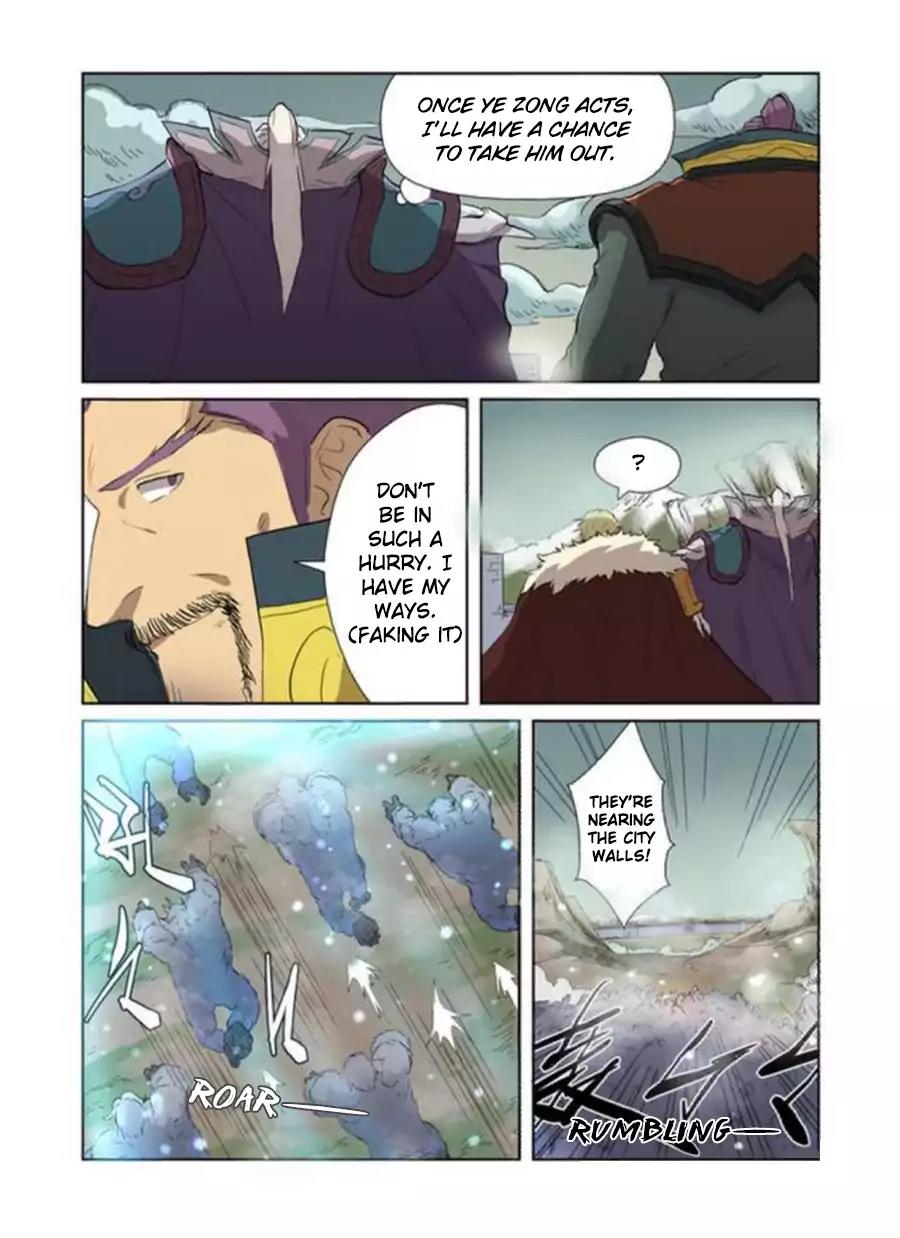 ONCE YE ZONG ACTS,
I'LL HAVE A CHANCE
TO TAKE HIM OUT.
DON'T
BE IN
SUCH A
HURRY. I
HAVE MY
WAYS.
(FAKING IT)
?
ROAR
THEY'RE
NEARING
THE CITY
WALLS!
RUMBLING